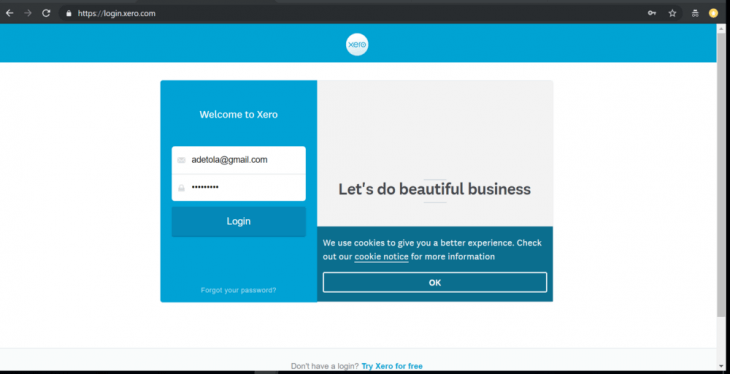 https://login.xero.com
xero
Welcome to Xero
adetola@gmail.com
•••••••••
Login
Forgot your password?
Let's do beautiful business
We use cookies to give you a better experience. Check
out our cookie notice for more information
OK
Don't have a login? Try Xero for free